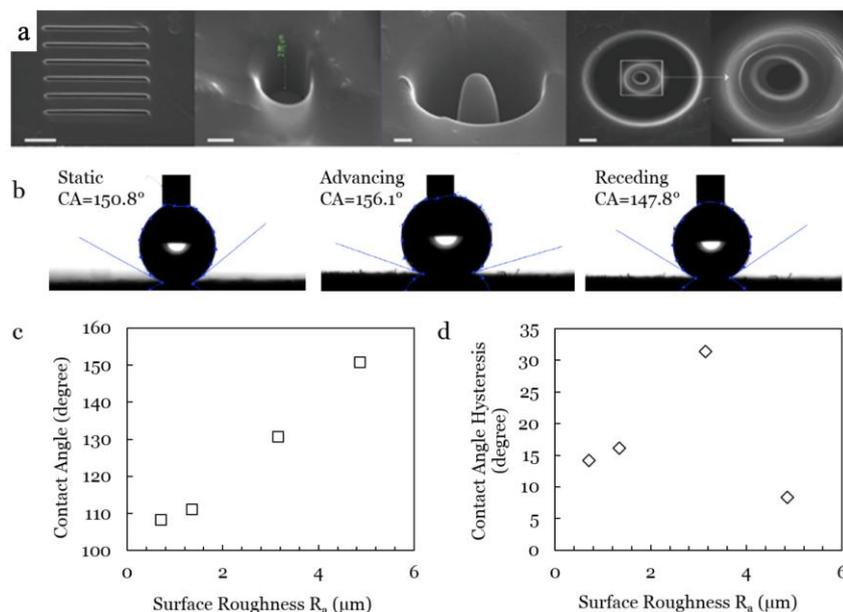 a
b
Static
CA=150.8°
Advancing
CA=156.1°
Receding
CA=147.8°
c
160
150
140
130
120
110
100
Contact Angle (degree)
0
2
4
6
Surface Roughness Rₐ (µm)
d
35
30
25
20
15
10
5
0
Contact Angle Hysteresis
(degree)
0
2
4
6
Surface Roughness Rₐ (µm)